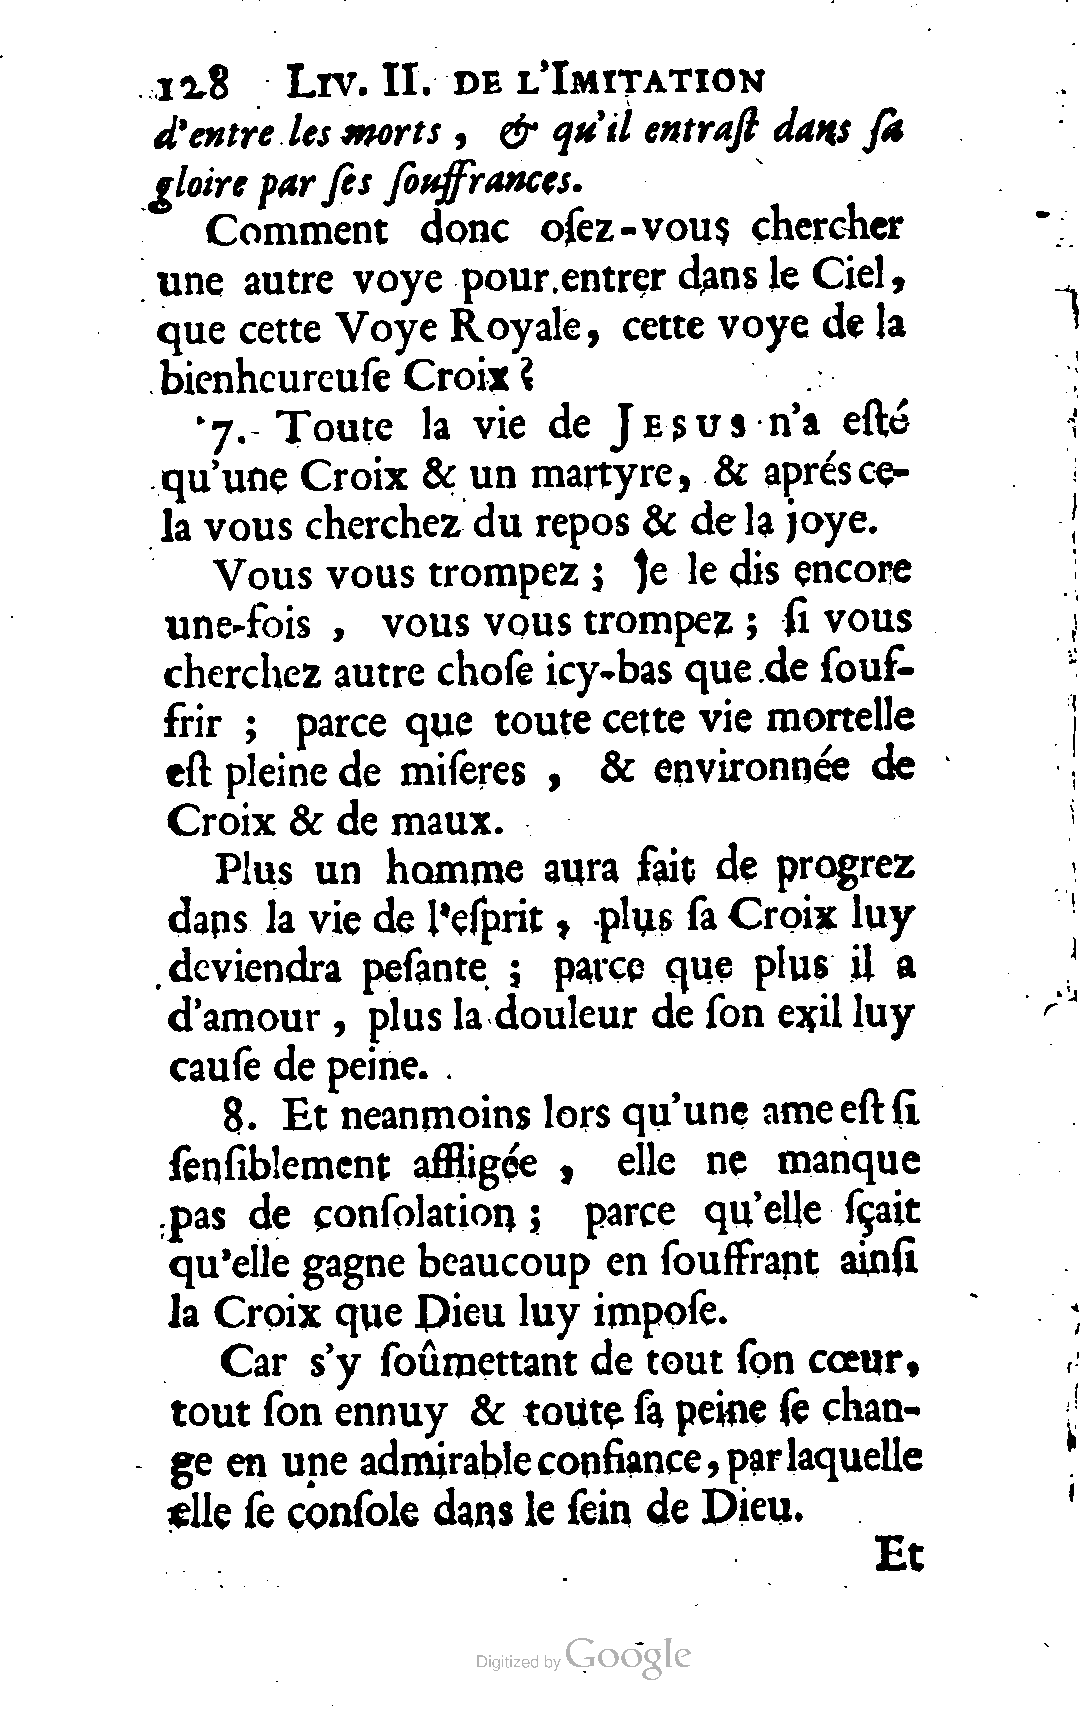 128 LIV. II. DE L'IMITATION
d'entre les morts, & qu'il entraſt dans ſa
gloire par ſes ſouffrances.
Comment donc oſez-vous chercher
une autre voye pour entrer dans le Ciel,
que cette Voye Royale, cette voye de la
bienheureuſe Croix?
7. Toute la vie de JESUS n'a eſté
qu'une Croix & un martyre, & aprés ce-
la vous cherchez du repos & de la joye.
Vous vous trompez; Je le dis encore
une-fois, vous vous trompez; ſi vous
cherchez autre choſe icy-bas que de ſouf-
frir; parce que toute cette vie mortelle
eſt pleine de miſeres, & environnée de
Croix & de maux.
Plus un homme aura fait de progrez
dans la vie de l'eſprit, plus ſa Croix luy
deviendra peſante; parce que plus il a
d'amour, plus la douleur de ſon exil luy
cauſe de peine.
8. Et neanmoins lors qu'une ame eſt ſi
ſenſiblement affligée, elle ne manque
pas de conſolation; parce qu'elle ſçait
qu'elle gagne beaucoup en ſouffrant ainſi
la Croix que Dieu luy impoſe.
Car s'y ſoûmettant de tout ſon cœur,
tout ſon ennuy & toute ſa peine ſe chan-
ge en une admirable confiance, par laquelle
elle ſe conſole dans le ſein de Dieu.
Et
Digitized by Google